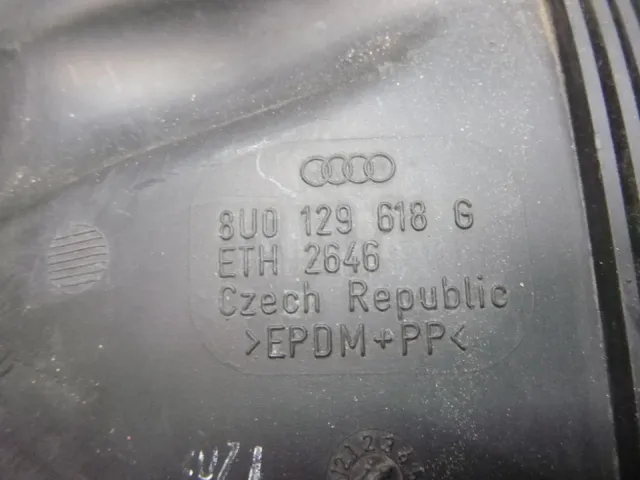 8U0 129 618 G
ETH 2646
Czech Republic
>EPDM+PP<